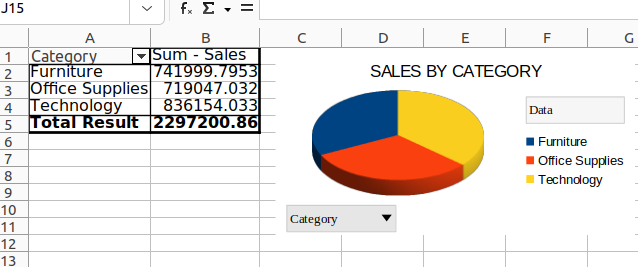 J15
fx Σ =
A B C D E F G
1 Category Sum - Sales
2 Furniture 741999.7953
3 Office Supplies 719047.032
4 Technology 836154.033
5 Total Result 2297200.86
6
7
8
9
10
11
12
13
SALES BY CATEGORY
Data
Furniture
Office Supplies
Technology
Category